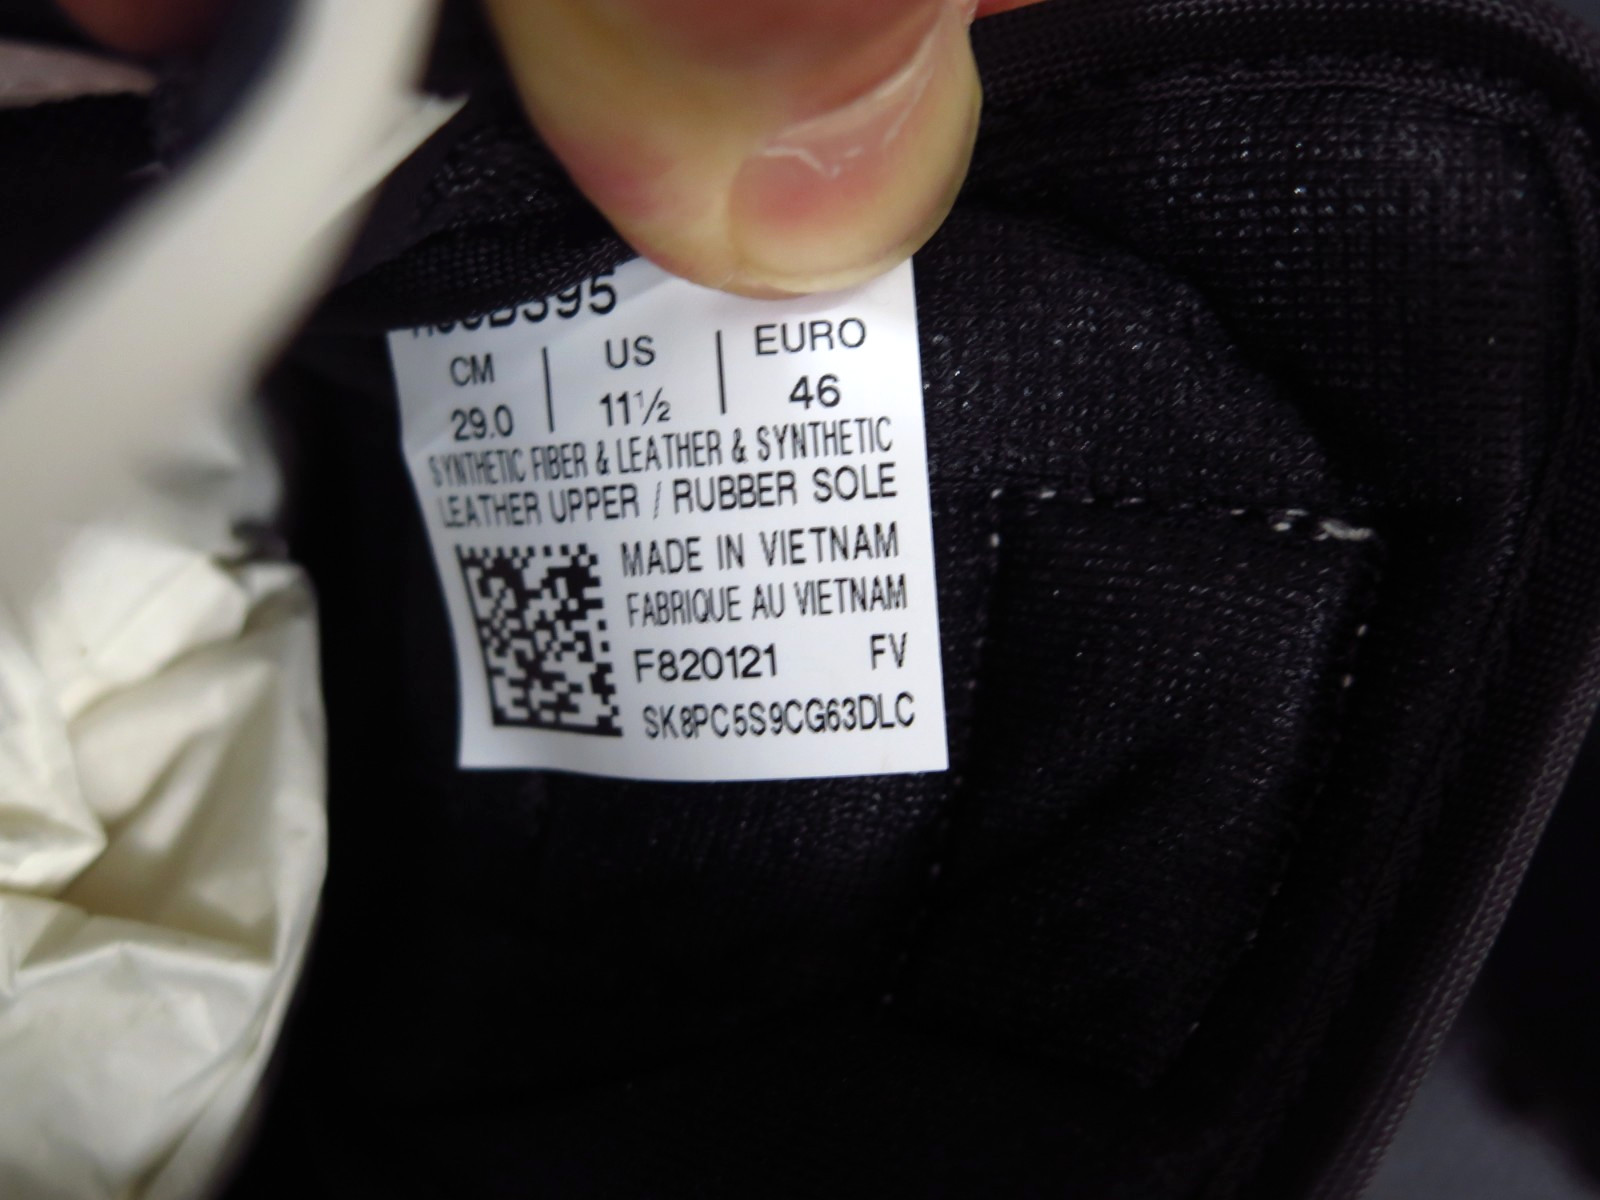 CM | US | EURO
29.0 | 11½ | 46
SYNTHETIC FIBER & LEATHER & SYNTHETIC
LEATHER UPPER / RUBBER SOLE
MADE IN VIETNAM
FABRIQUE AU VIETNAM
F820121 FV
SK8PC5S9CG63DLC